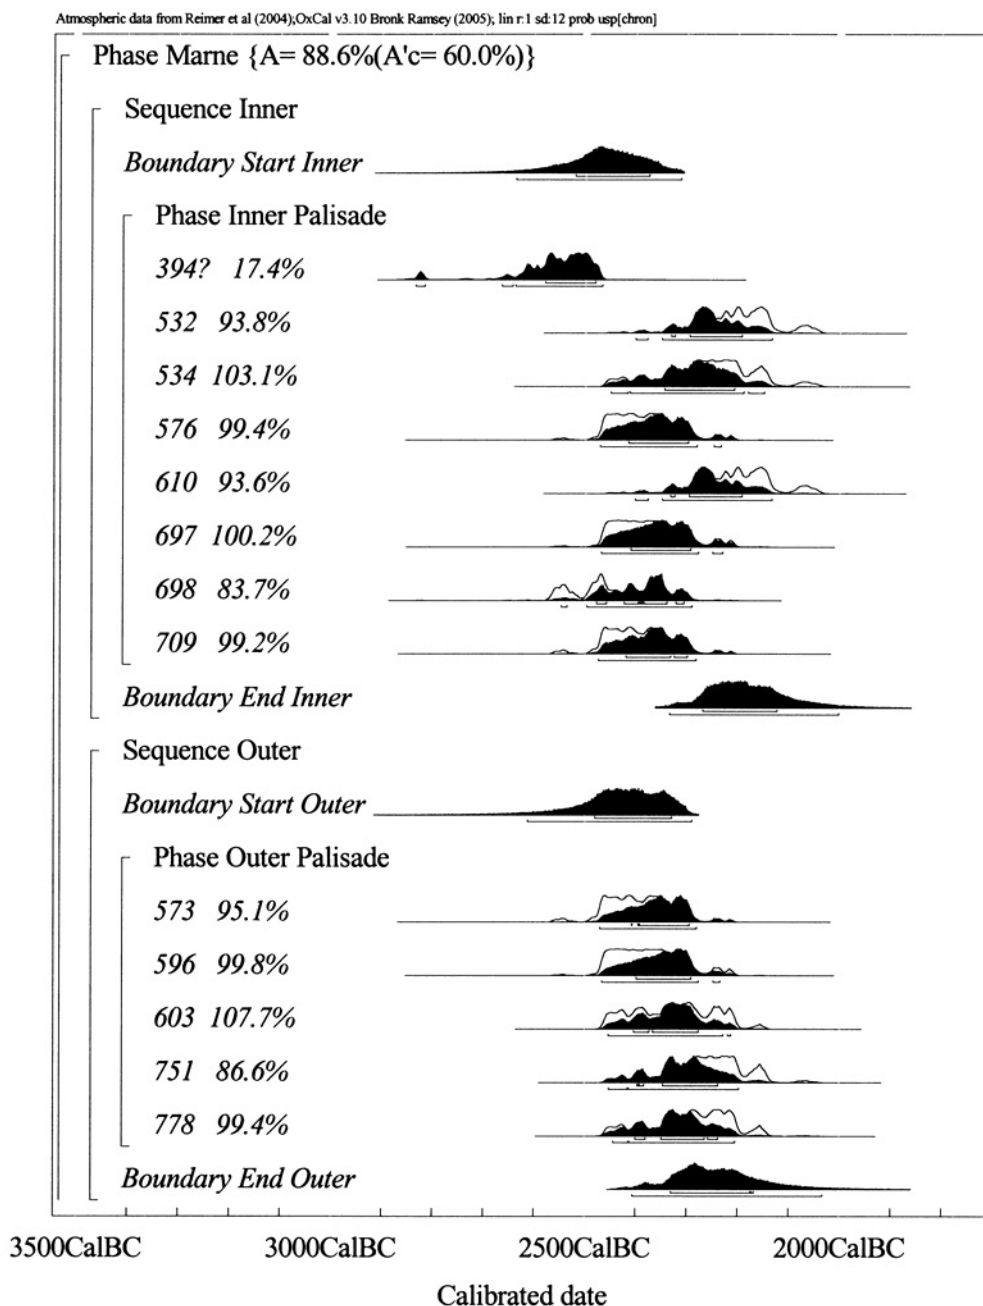 Atmospheric data from Reimer et al (2004);OxCal v3.10 Bronk Ramsey (2005); lin r:1 sd:12 prob usp[chron]
Phase Marne {A= 88.6%(A'c= 60.0%)}
Sequence Inner
Boundary Start Inner
Phase Inner Palisade
394? 17.4%
532 93.8%
534 103.1%
576 99.4%
610 93.6%
697 100.2%
698 83.7%
709 99.2%
Boundary End Inner
Sequence Outer
Boundary Start Outer
Phase Outer Palisade
573 95.1%
596 99.8%
603 107.7%
751 86.6%
778 99.4%
Boundary End Outer
3500CalBC 3000CalBC 2500CalBC 2000CalBC
Calibrated date